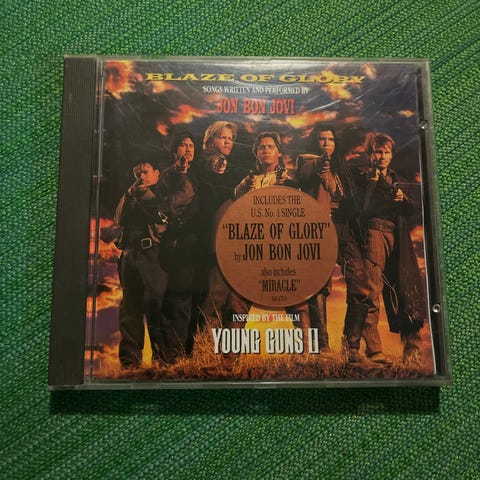 BLAZE OF GLORY
SONGS WRITTEN AND PERFORMED BY
JON BON JOVI
INCLUDES THE
U.S. No. 1 SINGLE
"BLAZE OF GLORY"
by JON BON JOVI
also includes
"MIRACLE"
INSPIRED BY THE FILM
YOUNG GUNS II